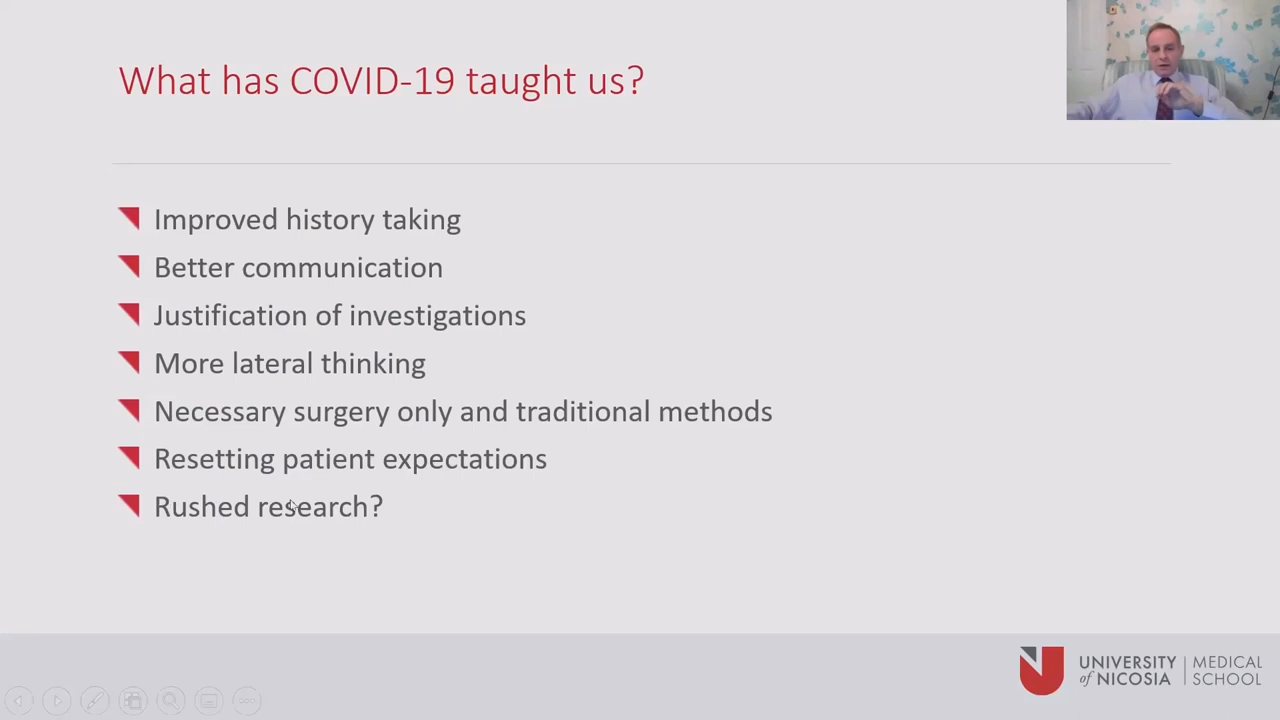 What has COVID-19 taught us?
Improved history taking
Better communication
Justification of investigations
More lateral thinking
Necessary surgery only and traditional methods
Resetting patient expectations
Rushed research?
UNIVERSITY of NICOSIA
MEDICAL SCHOOL